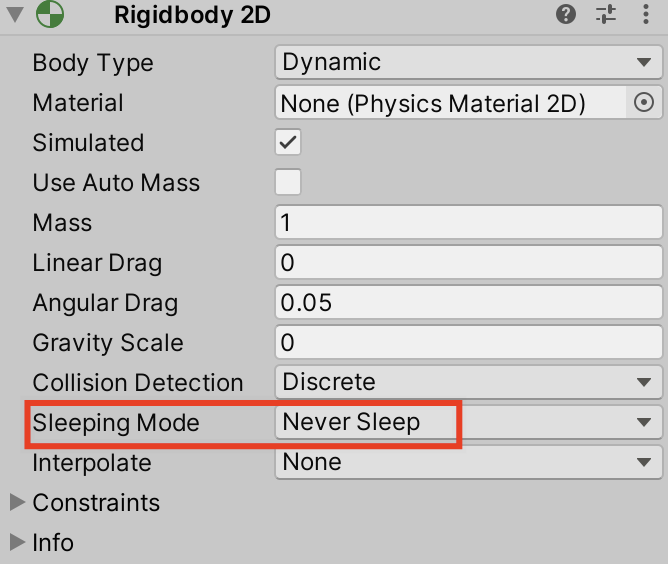 Rigidbody 2D
Body Type Dynamic
Material None (Physics Material 2D)
Simulated
Use Auto Mass
Mass 1
Linear Drag 0
Angular Drag 0.05
Gravity Scale 0
Collision Detection Discrete
Sleeping Mode Never Sleep
Interpolate None
Constraints
Info